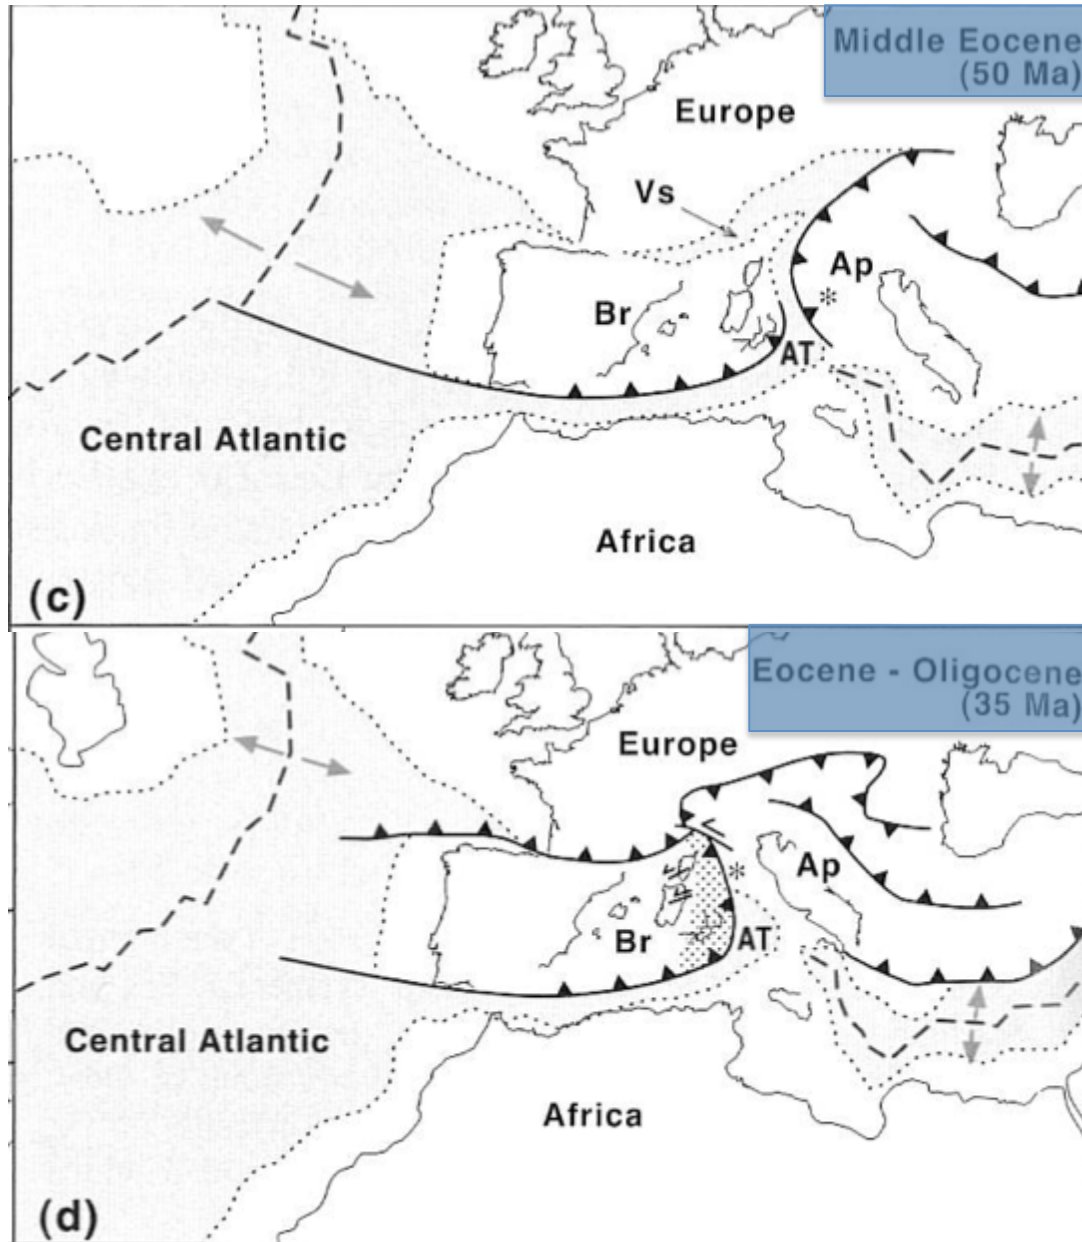 Middle Eocene
(50 Ma)
Europe
Vs
Ap
Br
AT
Central Atlantic
Africa
(c)
Eocene - Oligocene
(35 Ma)
Europe
Ap
Br
AT
Central Atlantic
Africa
(d)